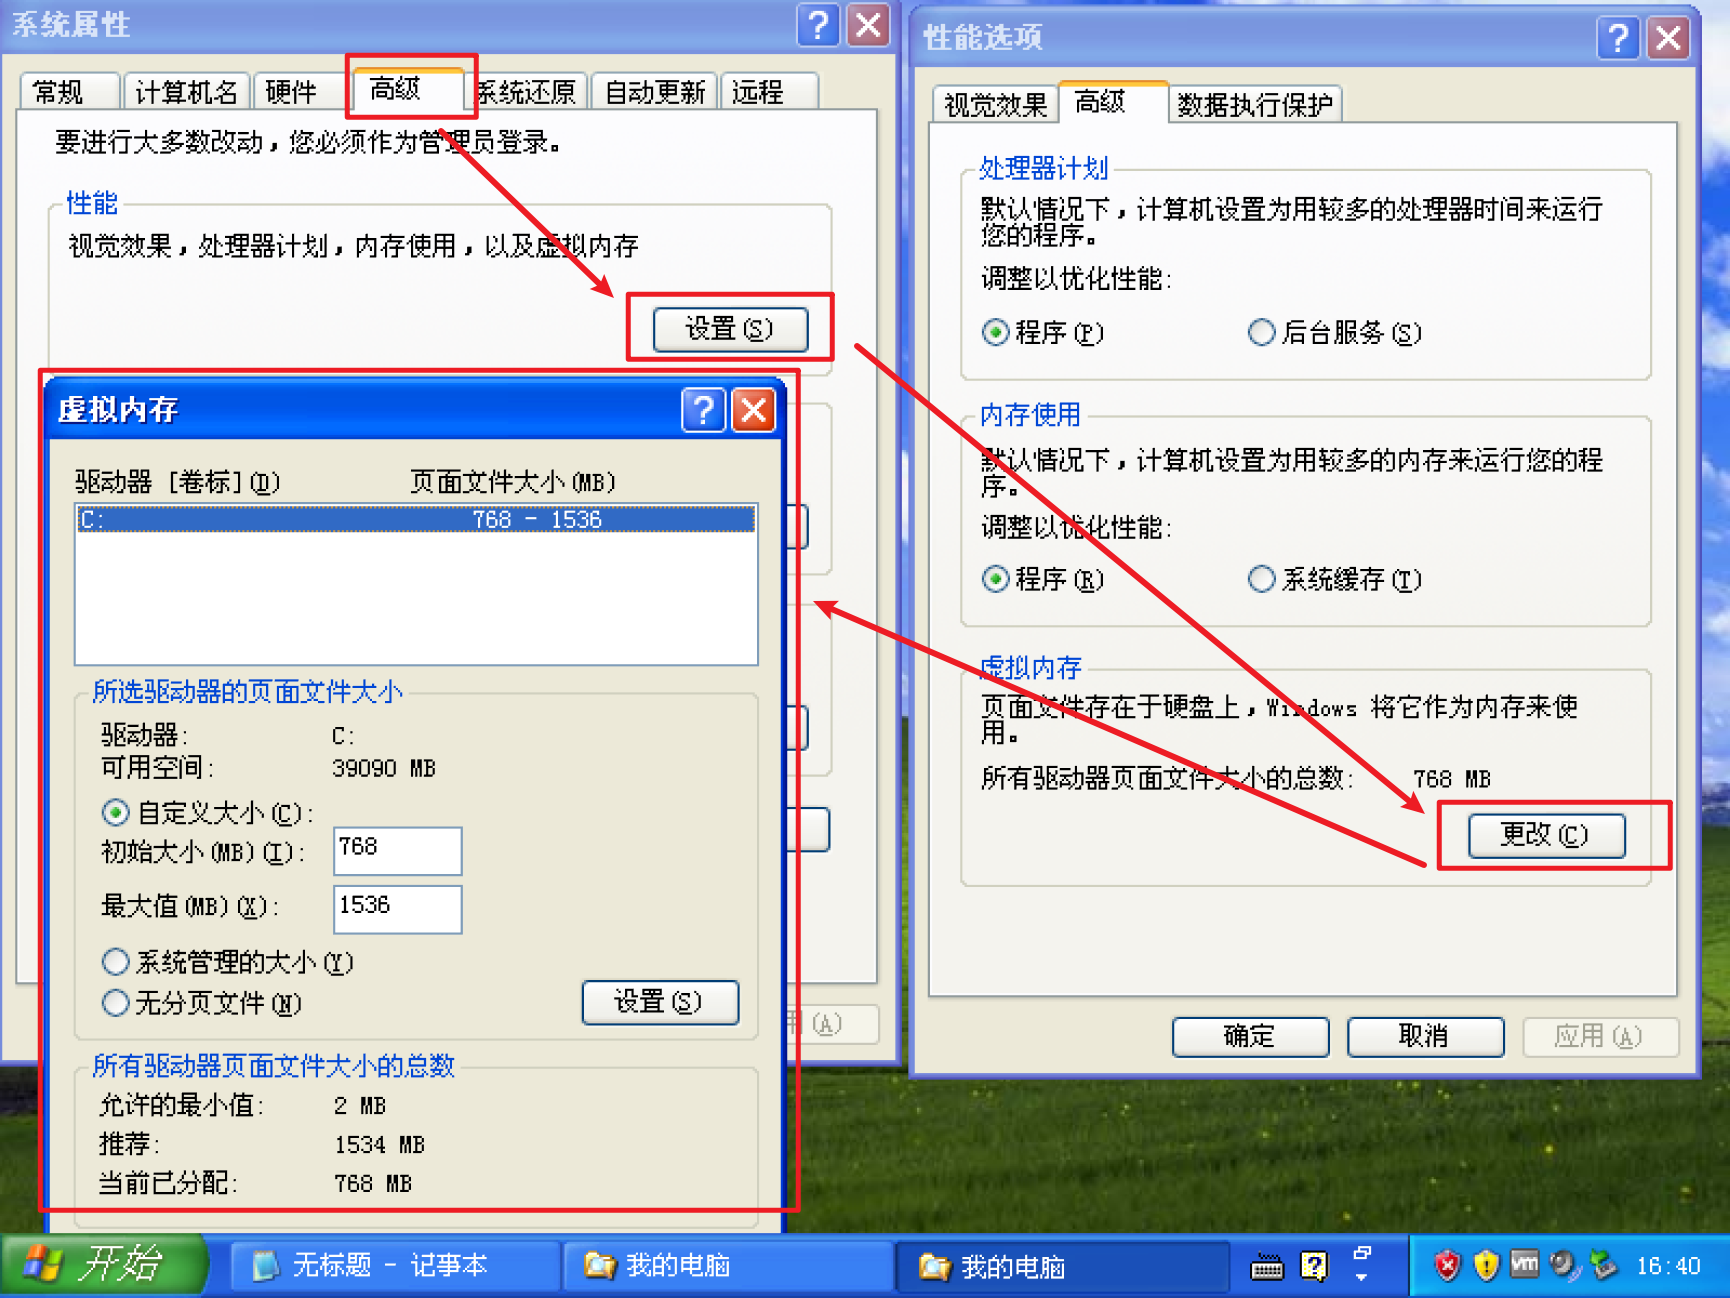 系统属性
常规 计算机名 硬件 高级 系统还原 自动更新 远程
要进行大多数改动，您必须作为管理员登录。
性能
视觉效果，处理器计划，内存使用，以及虚拟内存
设置(S)
虚拟内存
驱动器 [卷标](D) 页面文件大小(MB)
C: 768 - 1536
所选驱动器的页面文件大小
驱动器: C:
可用空间: 39090 MB
自定义大小(C):
初始大小(MB)(I): 768
最大值(MB)(X): 1536
系统管理的大小(Y)
无分页文件(N)
设置(S)
用(A)
所有驱动器页面文件大小的总数
允许的最小值: 2 MB
推荐: 1534 MB
当前已分配: 768 MB
性能选项
视觉效果 高级 数据执行保护
处理器计划
默认情况下，计算机设置为用较多的处理器时间来运行
您的程序。
调整以优化性能:
程序(P) 后台服务(S)
内存使用
默认情况下，计算机设置为用较多的内存来运行您的程
序。
调整以优化性能:
程序(R) 系统缓存(T)
虚拟内存
页面文件存在于硬盘上，Windows 将它作为内存来使
用。
所有驱动器页面文件大小的总数: 768 MB
更改(C)
确定 取消 应用(A)
开始 无标题 - 记事本 我的电脑 我的电脑 vm 16:40